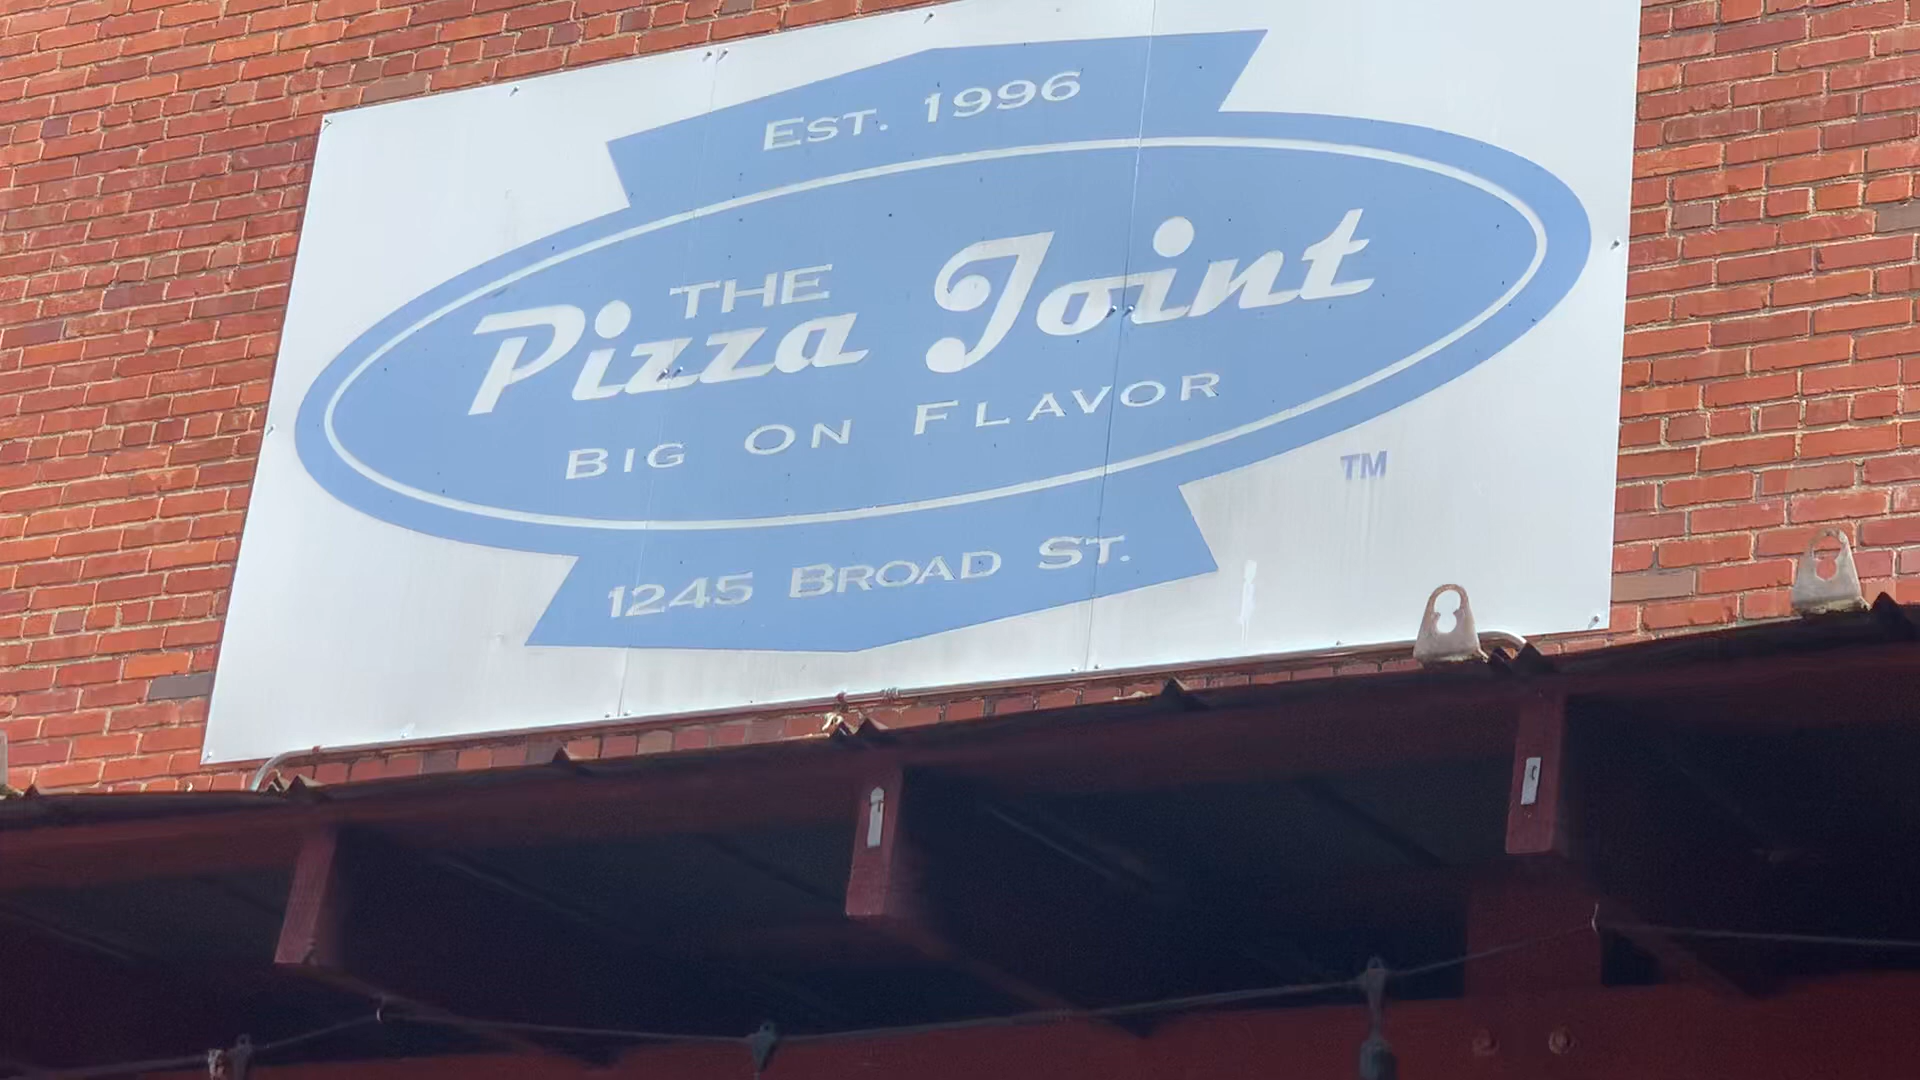 EST. 1996
THE
Pizza Joint
BIG ON FLAVOR
TM
1245 BROAD ST.